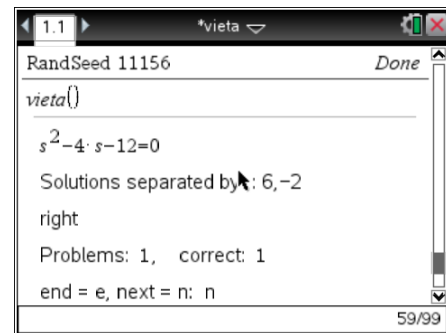 1.1 *vieta
RandSeed 11156 Done
vieta()
s²-4·s-12=0
Solutions separated by : 6,-2
right
Problems: 1, correct: 1
end = e, next = n: n
59/99